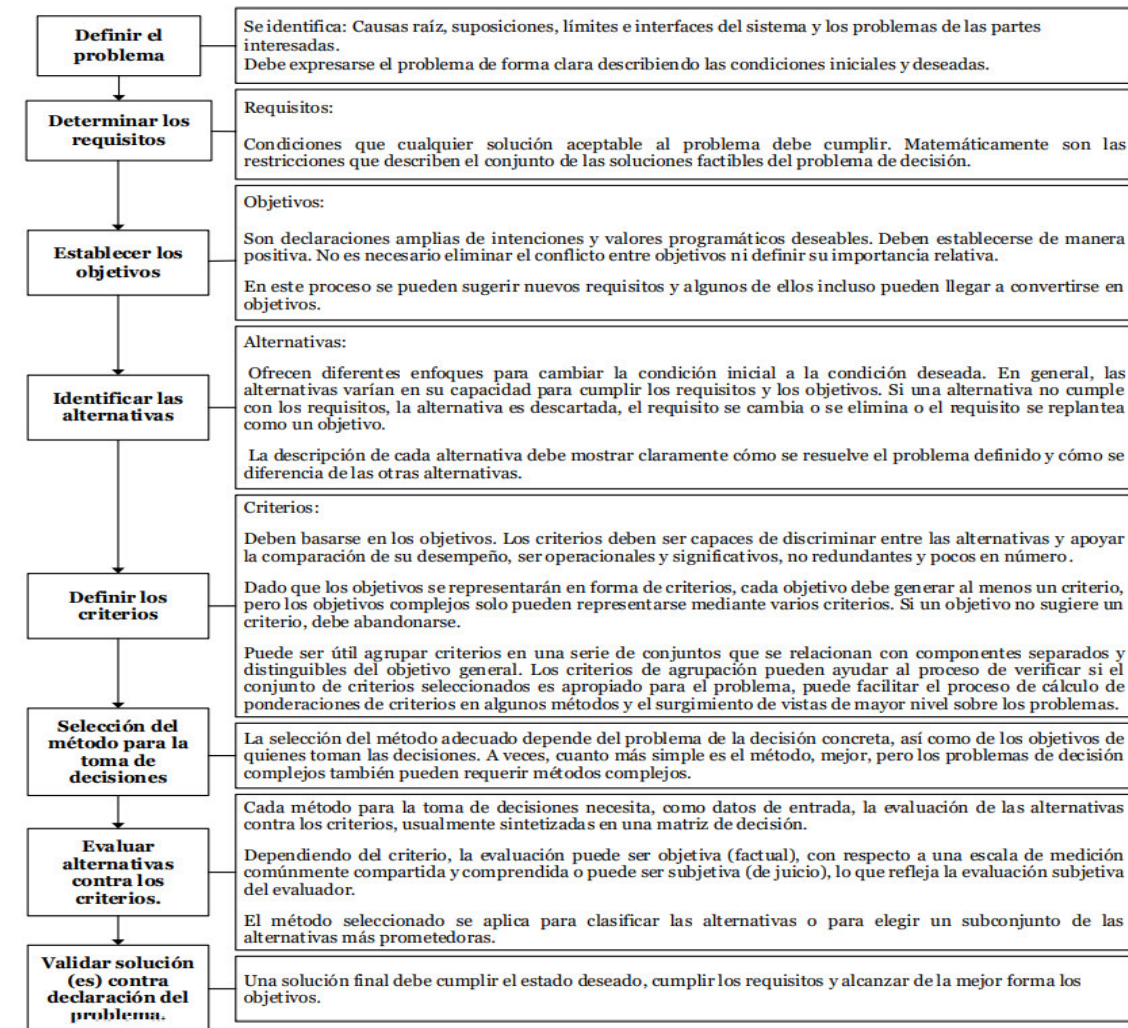 Definir el
problema
Se identifica: Causas raíz, suposiciones, límites e interfaces del sistema y los problemas de las partes
interesadas.
Debe expresarse el problema de forma clara describiendo las condiciones iniciales y deseadas.
Determinar los
requisitos
Requisitos:
Condiciones que cualquier solución aceptable al problema debe cumplir. Matemáticamente son las
restricciones que describen el conjunto de las soluciones factibles del problema de decisión.
Establecer los
objetivos
Objetivos:
Son declaraciones amplias de intenciones y valores programáticos deseables. Deben establecerse de manera
positiva. No es necesario eliminar el conflicto entre objetivos ni definir su importancia relativa.
En este proceso se pueden sugerir nuevos requisitos y algunos de ellos incluso pueden llegar a convertirse en
objetivos.
Identificar las
alternativas
Alternativas:
Ofrecen diferentes enfoques para cambiar la condición inicial a la condición deseada. En general, las
alternativas varían en su capacidad para cumplir los requisitos y los objetivos. Si una alternativa no cumple
con los requisitos, la alternativa es descartada, el requisito se cambia o se elimina o el requisito se replantea
como un objetivo.
La descripción de cada alternativa debe mostrar claramente cómo se resuelve el problema definido y cómo se
diferencia de las otras alternativas.
Definir los
criterios
Criterios:
Deben basarse en los objetivos. Los criterios deben ser capaces de discriminar entre las alternativas y apoyar
la comparación de su desempeño, ser operacionales y significativos, no redundantes y pocos en número.
Dado que los objetivos se representarán en forma de criterios, cada objetivo debe generar al menos un criterio,
pero los objetivos complejos solo pueden representarse mediante varios criterios. Si un objetivo no sugiere un
criterio, debe abandonarse.
Puede ser útil agrupar criterios en una serie de conjuntos que se relacionan con componentes separados y
distinguibles del objetivo general. Los criterios de agrupación pueden ayudar al proceso de verificar si el
conjunto de criterios seleccionados es apropiado para el problema, puede facilitar el proceso de cálculo de
ponderaciones de criterios en algunos métodos y el surgimiento de vistas de mayor nivel sobre los problemas.
Selección del
método para la
toma de
decisiones
La selección del método adecuado depende del problema de la decisión concreta, así como de los objetivos de
quienes toman las decisiones. A veces, cuanto más simple es el método, mejor, pero los problemas de decisión
complejos también pueden requerir métodos complejos.
Evaluar
alternativas
contra los
criterios.
Cada método para la toma de decisiones necesita, como datos de entrada, la evaluación de las alternativas
contra los criterios, usualmente sintetizadas en una matriz de decisión.
Dependiendo del criterio, la evaluación puede ser objetiva (factual), con respecto a una escala de medición
comúnmente compartida y comprendida o puede ser subjetiva (de juicio), lo que refleja la evaluación subjetiva
del evaluador.
El método seleccionado se aplica para clasificar las alternativas o para elegir un subconjunto de las
alternativas más prometedoras.
Validar solución
(es) contra
declaración del
problema.
Una solución final debe cumplir el estado deseado, cumplir los requisitos y alcanzar de la mejor forma los
objetivos.